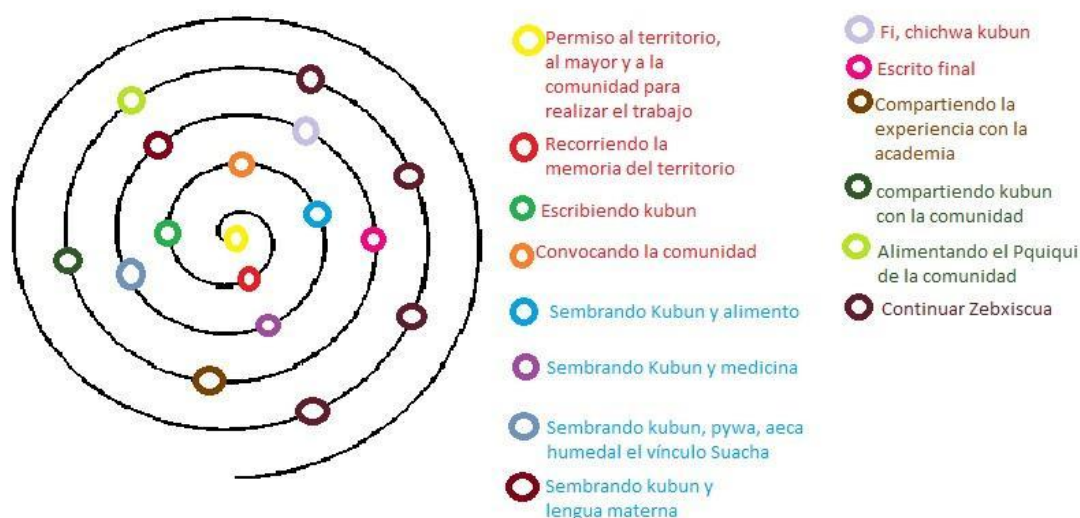 Permiso al territorio,
al mayor y a la
comunidad para
realizar el trabajo
Recorriendo la
memoria del territorio
Escribiendo kubun
Convocando la comunidad
Sembrando Kubun y alimento
Sembrando Kubun y medicina
Sembrando kubun, pywa, aeca
humedal el vínculo Suacha
Sembrando kubun y
lengua materna
Fi, chichwa kubun
Escrito final
Compartiendo la
experiencia con la
academia
compartiendo kubun
con la comunidad
Alimentando el Pquiqui
de la comunidad
Continuar Zebxiscua